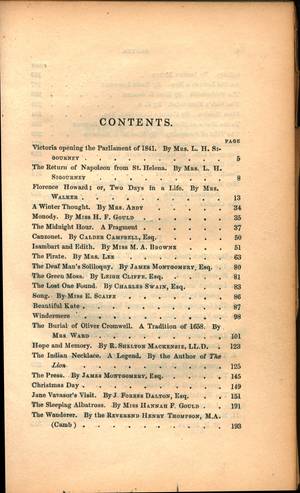 CONTENTS.
PAGE
Victoria opening the Parliament of 1841. By Mrs. L. H. Si-
gourney . . . . . . . . . 5
The Return of Napoleon from St. Helena. By Mrs. L. H.
Sigourney . . . . . . . . . 8
Florence Howard; or, Two Days in a Life. By Mrs.
Walker . . . . . . . . . 13
A Winter Thought. By Mrs. Abdy . . . . 34
Monody. By Miss H. F. Gould . . . . . 35
The Midnight Hour. A Fragment . . . . 37
Canzonet. By Calder Campbell, Esq. . . . . 50
Isambart and Edith. By Miss M. A. Browne . . 51
The Pirate. By Mrs. Lee . . . . . . 63
The Deaf Man's Soliloquy. By James Montgomery, Esq. . 80
The Green Moss. By Leigh Cliffe, Esq. . . . 81
The Lost One Found. By Charles Swain, Esq. . . 83
Song. By Miss E. Scaife . . . . . . 86
Beautiful Kate . . . . . . . . 87
Windermere . . . . . . . . 98
The Burial of Oliver Cromwell. A Tradition of 1658. By
Mrs Ward . . . . . . . . 101
Hope and Memory. By R. Shelton Mackensie, LL.D. . 123
The Indian Necklace. A Legend. By the Author of The
Lion . . . . . . . . . 125
The Press. By James Montgomery, Esq. . . . 145
Christmas Day . . . . . . . . 149
Jane Vavasor's Visit. By J. Forbes Dalton, Esq. . . 151
The Sleeping Albatross. By Miss Hannah F. Gould . . 191
The Wanderer. By the Reverend Henry Thompson, M.A.
(Camb) . . . . . . . . . 193